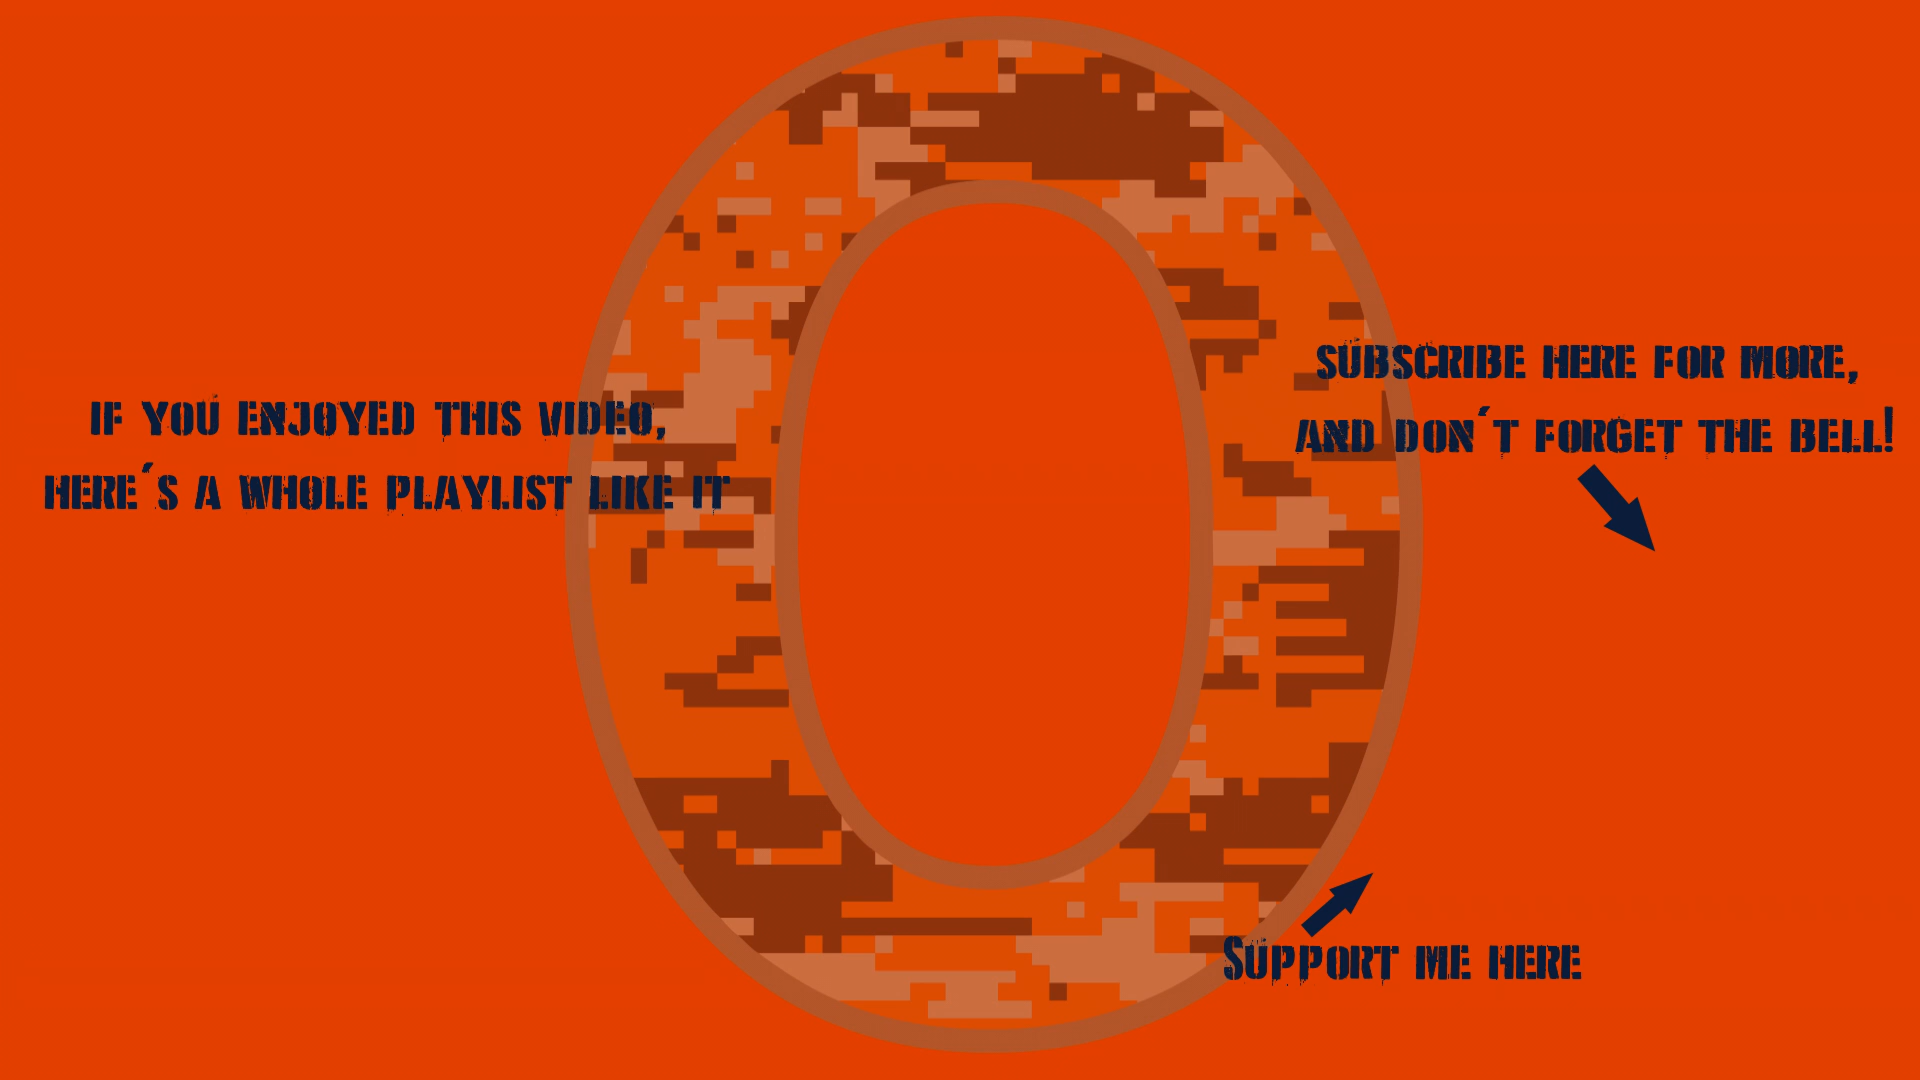 O
IF YOU ENJOYED THIS VIDEO,
HERE´S A WHOLE PLAYLIST LIKE IT
SUBSCRIBE HERE FOR MORE,
AND DON´T FORGET THE BELL!
SUPPORT ME HERE